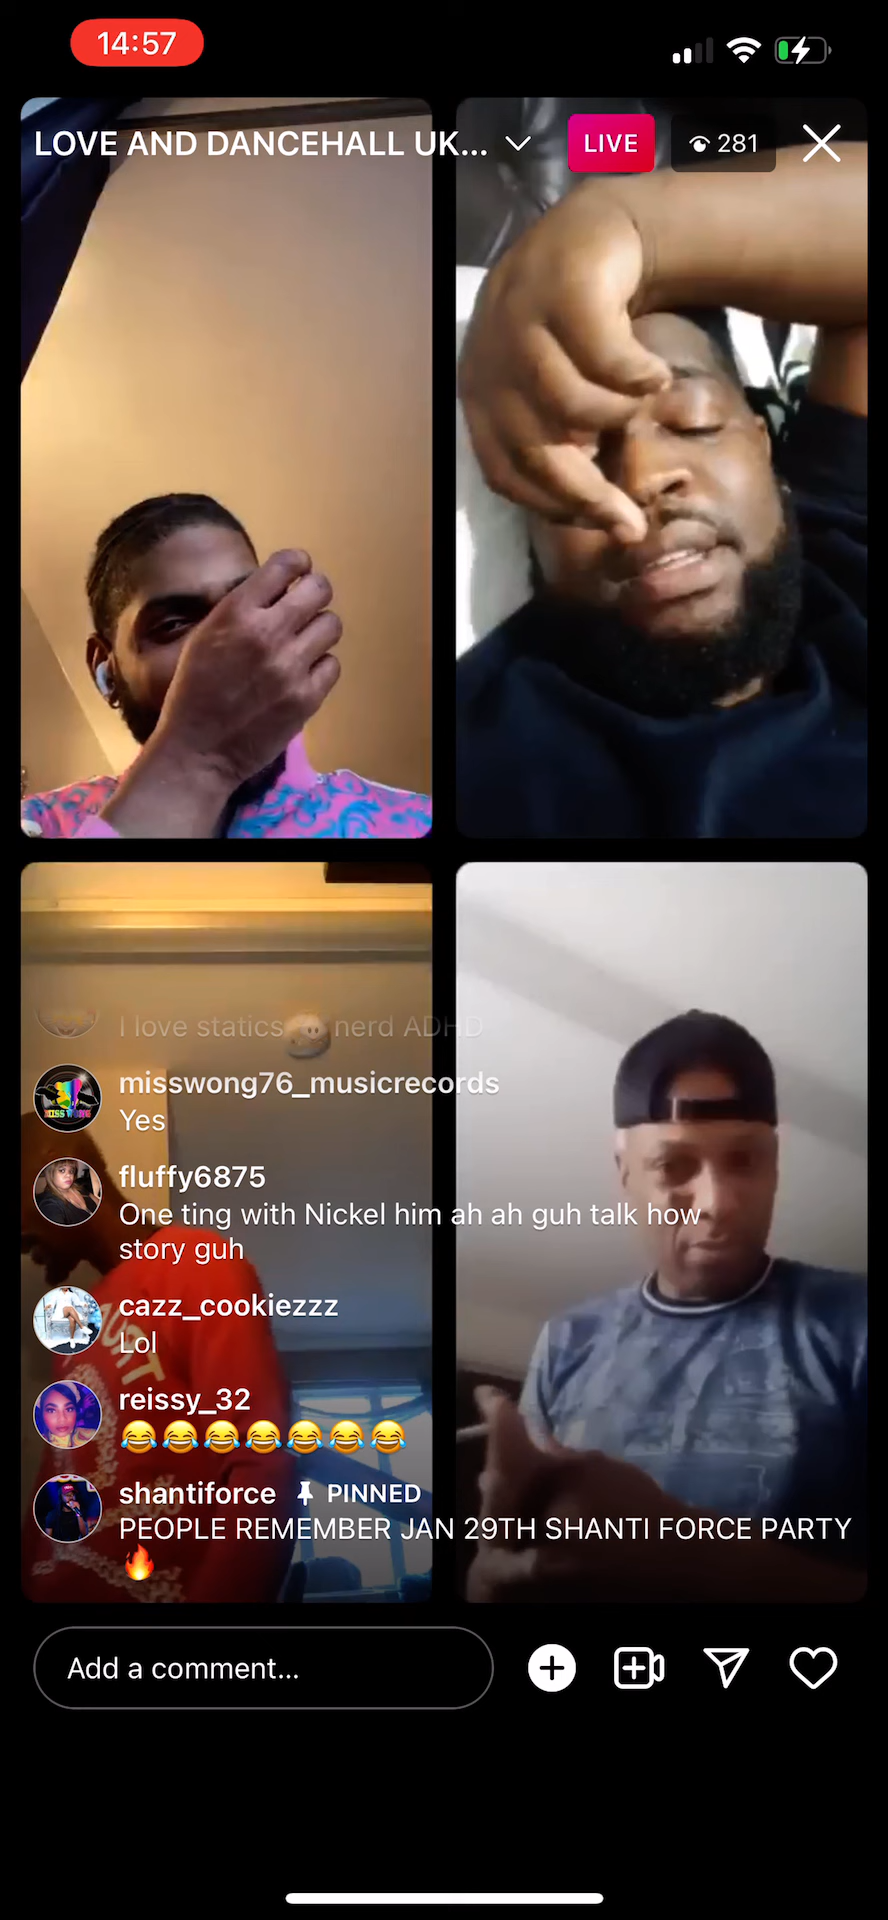 14:57
LOVE AND DANCEHALL UK...
LIVE
281
I love statics nerd ADHD
misswong76_musicrecords
Yes
MISS WONG
fluffy6875
One ting with Nickel him ah ah guh talk how
story guh
cazz_cookiezzz
Lol
reissy_32
😂😂😂😂😂😂😂
shantiforce PINNED
PEOPLE REMEMBER JAN 29TH SHANTI FORCE PARTY
🔥
Add a comment...